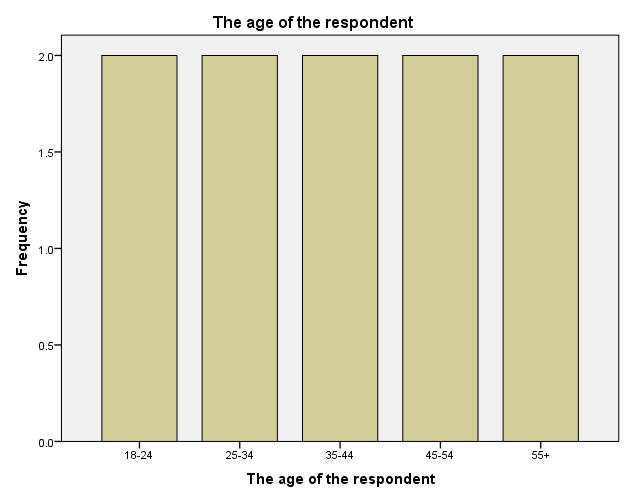 The age of the respondent
Frequency
2.0
1.5
1.0
0.5
0.0
18-24 25-34 35-44 45-54 55+
The age of the respondent